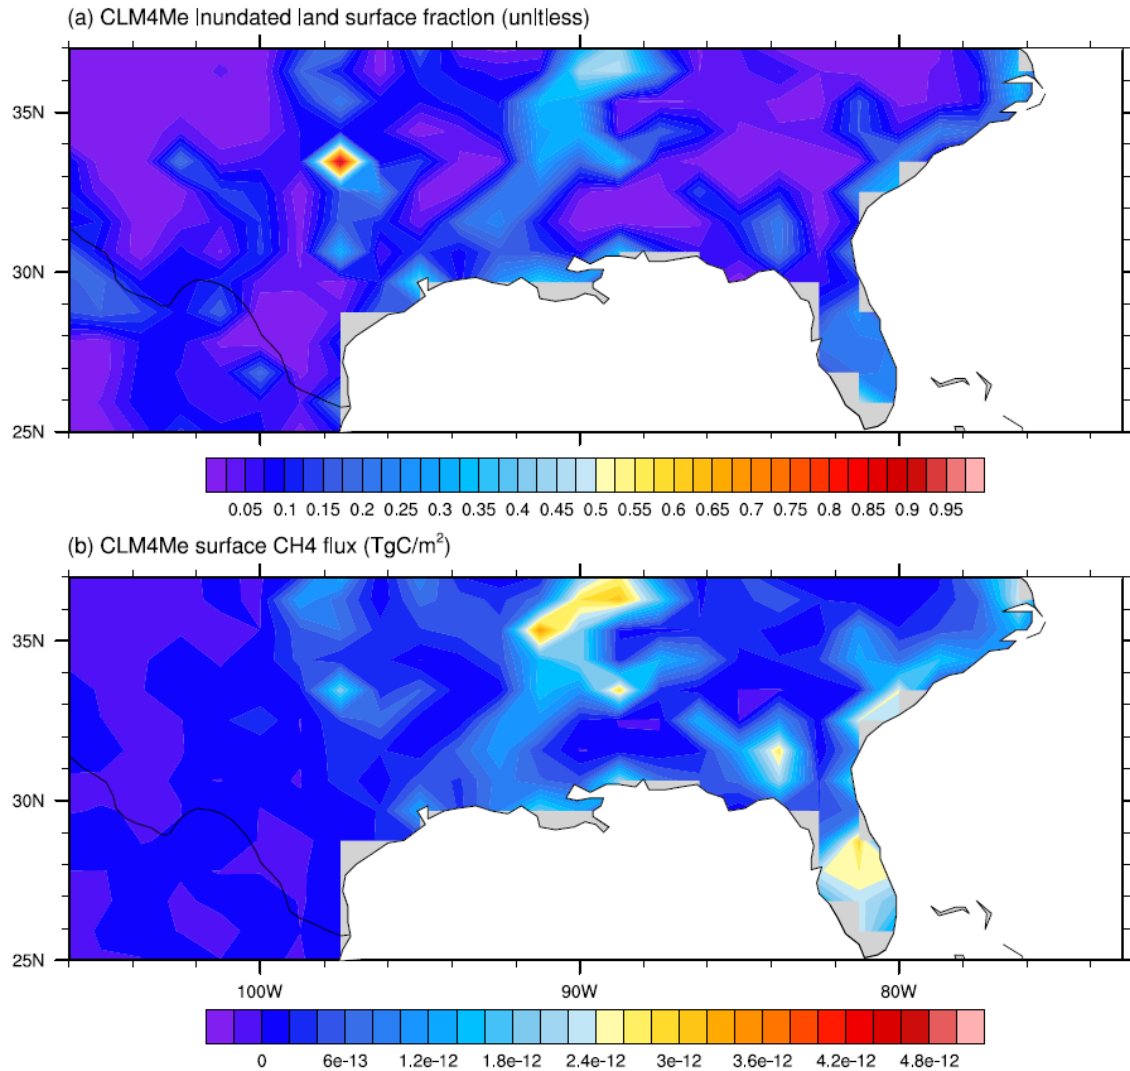 (a) CLM4Me Inundated land surface fraction (unitless)
35N
30N
25N
0.05 0.1 0.15 0.2 0.25 0.3 0.35 0.4 0.45 0.5 0.55 0.6 0.65 0.7 0.75 0.8 0.85 0.9 0.95
(b) CLM4Me surface CH4 flux (TgC/m²)
35N
30N
25N
100W 90W 80W
0 6e-13 1.2e-12 1.8e-12 2.4e-12 3e-12 3.6e-12 4.2e-12 4.8e-12